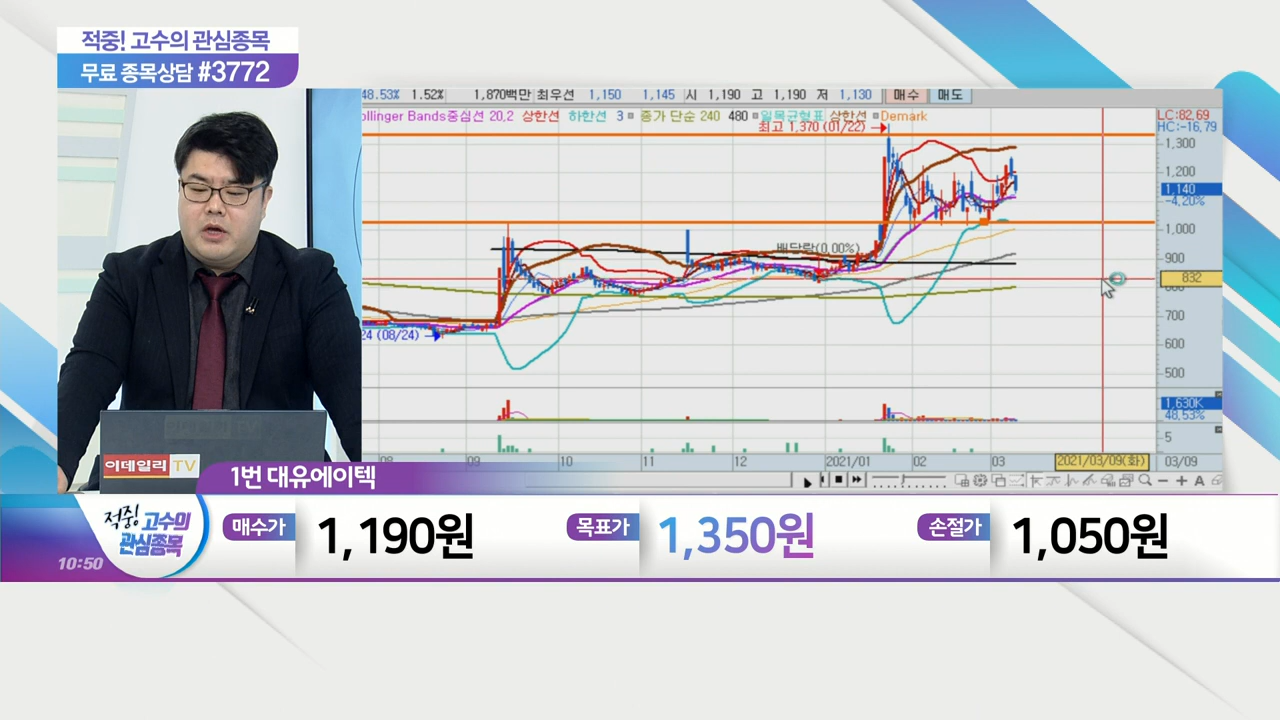 적중! 고수의 관심종목
무료 종목상담 #3772
48.53% 1.52% 1,870백만 최우선 1,150 1,145 시 1,190 고 1,190 저 1,130 매수 매도
ollinger Bands중심선 20,2 상한선 하한선 3 종가 단순 240 480 일목균형표 상한선 Demark
최고 1,370 (01/22)
LC:82.69
HC:-16.79
1,300
1,200
1,140
-4.20%
1,000
배당락(0.00%)
900
832
800
700
24 (08/24)
600
500
1,630K
48.53%
5
09 10 11 12 2021/01 02 03 2021/03/09(화) 03/09
A
이데일리 TV
1번 대유에이텍
적중! 고수의
관심종목
10:50
매수가 1,190원 목표가 1,350원 손절가 1,050원